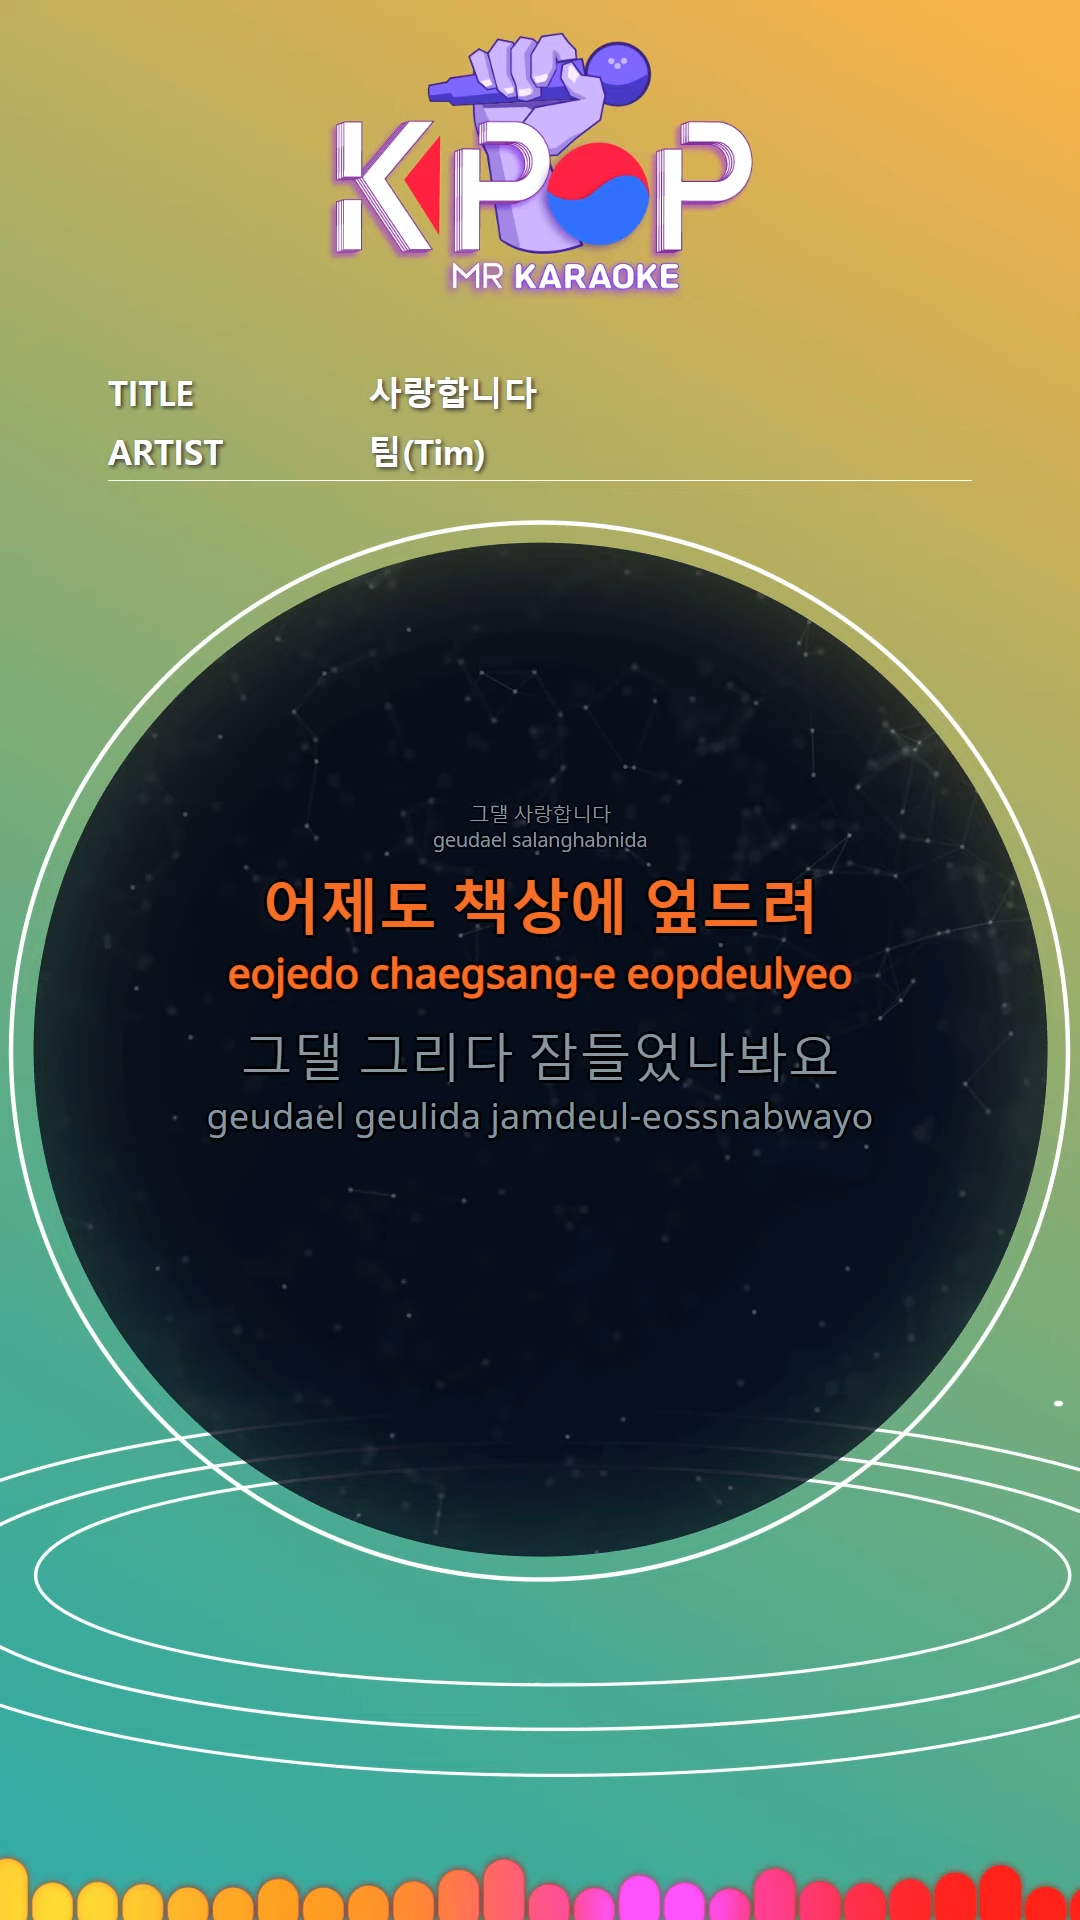 KPOP
MR KARAOKE
TITLE 사랑합니다
ARTIST 팀(Tim)
그댈 사랑합니다
geudael salanghabnida
어제도 책상에 엎드려
eojedo chaegsang-e eopdeulyeo
그댈 그리다 잠들었나봐요
geudael geulida jamdeul-eossnabwayo